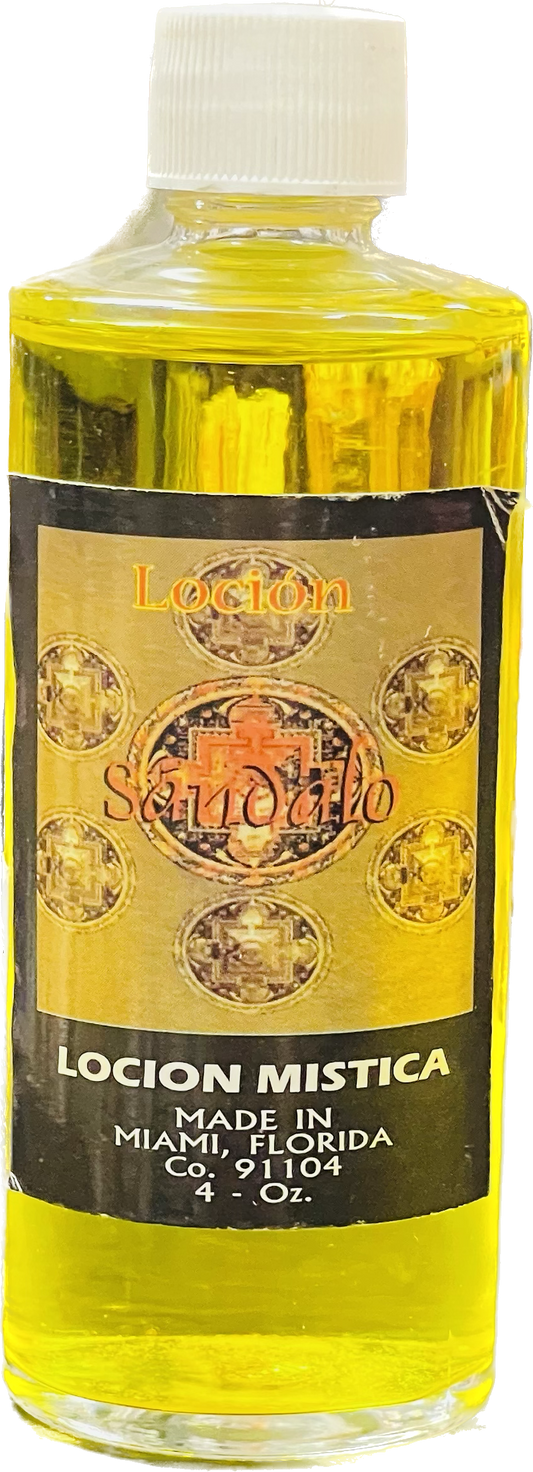 Loción
Sándalo
LOCION MISTICA
MADE IN
MIAMI, FLORIDA
Co. 91104
4 - Oz.